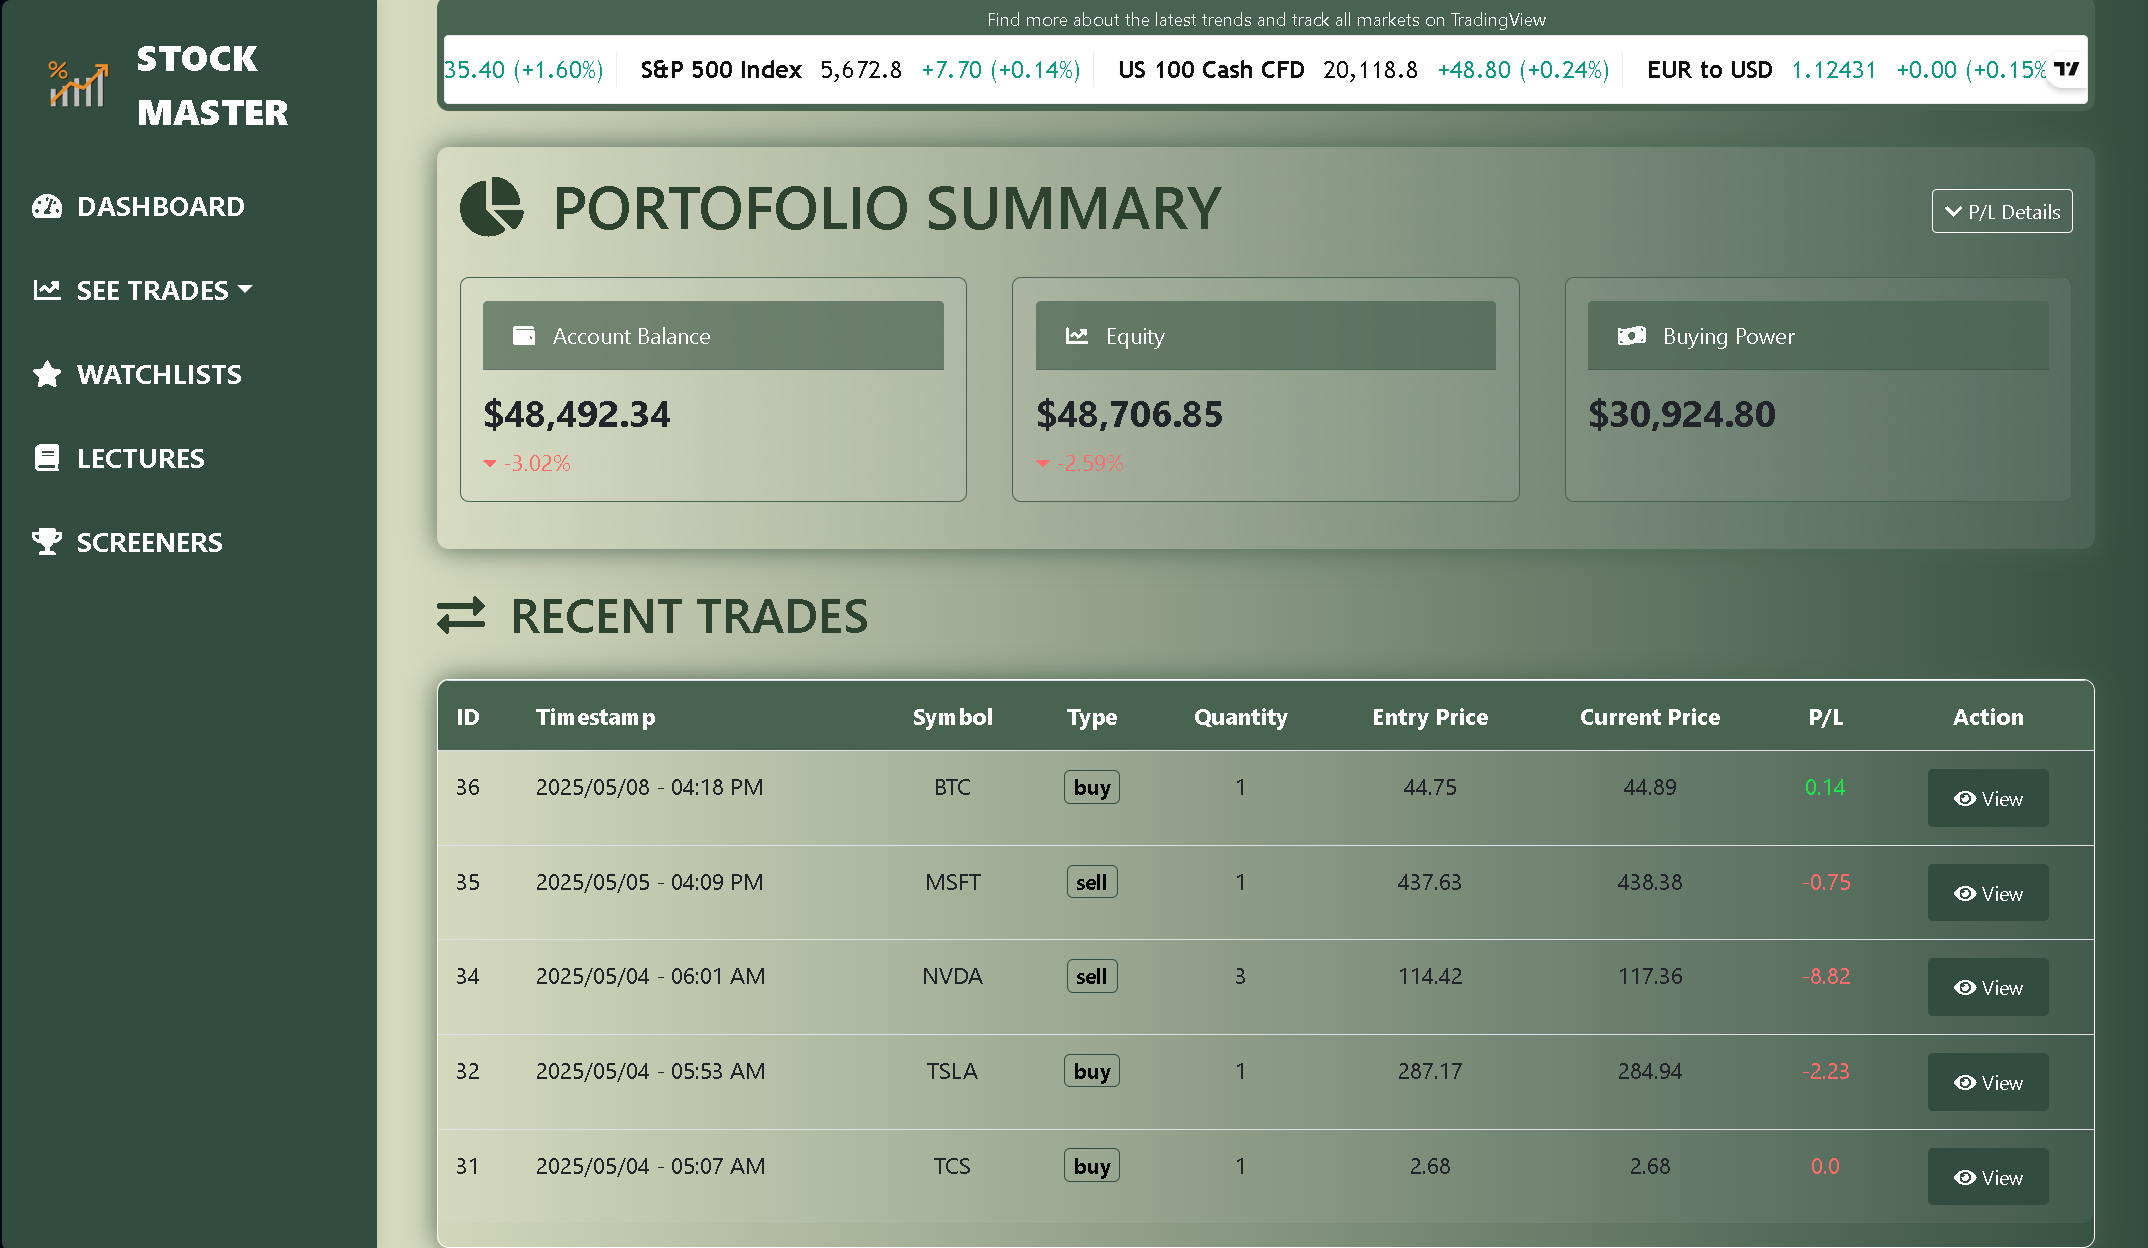 STOCK
MASTER
DASHBOARD
SEE TRADES
WATCHLISTS
LECTURES
SCREENERS
Find more about the latest trends and track all markets on TradingView
35.40 (+1.60%) S&P 500 Index 5,672.8 +7.70 (+0.14%) US 100 Cash CFD 20,118.8 +48.80 (+0.24%) EUR to USD 1.12431 +0.00 (+0.15%
PORTOFOLIO SUMMARY
P/L Details
Account Balance
$48,492.34
-3.02%
Equity
$48,706.85
-2.59%
Buying Power
$30,924.80
RECENT TRADES
ID Timestamp Symbol Type Quantity Entry Price Current Price P/L Action
36 2025/05/08 - 04:18 PM BTC buy 1 44.75 44.89 0.14 View
35 2025/05/05 - 04:09 PM MSFT sell 1 437.63 438.38 -0.75 View
34 2025/05/04 - 06:01 AM NVDA sell 3 114.42 117.36 -8.82 View
32 2025/05/04 - 05:53 AM TSLA buy 1 287.17 284.94 -2.23 View
31 2025/05/04 - 05:07 AM TCS buy 1 2.68 2.68 0.0 View